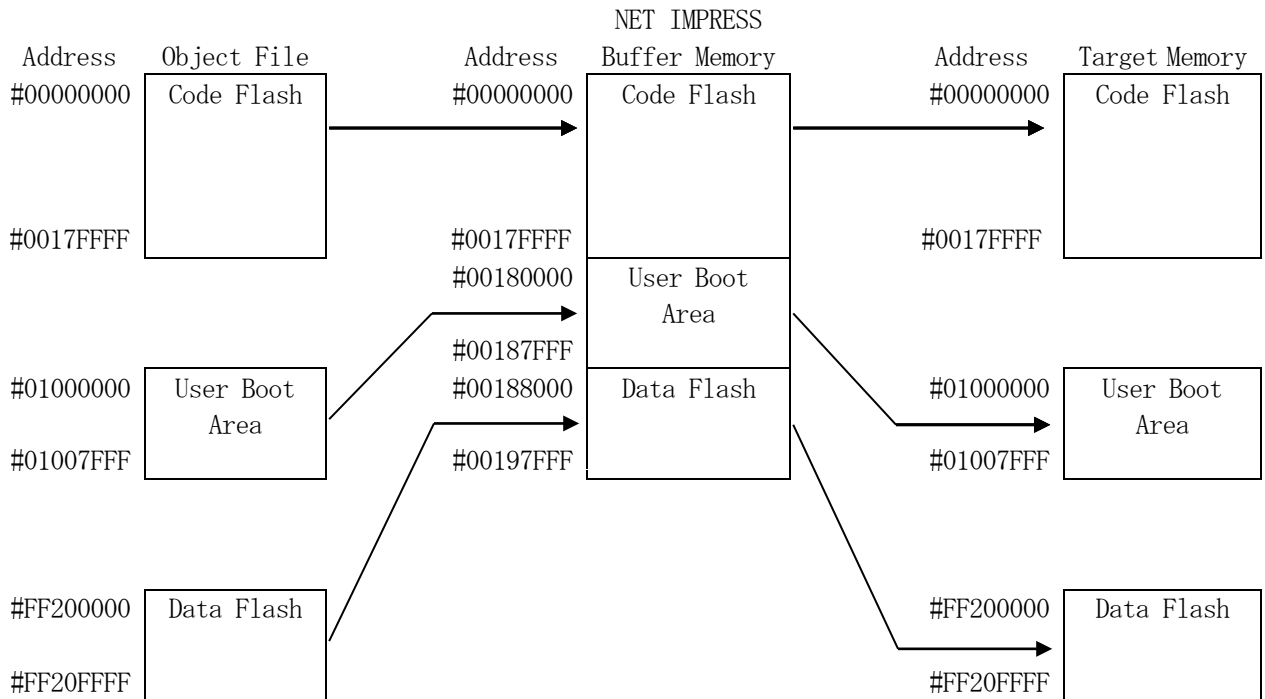 NET IMPRESS
Address Object File Address Buffer Memory Address Target Memory
#00000000 Code Flash #00000000 Code Flash #00000000 Code Flash
#0017FFFF #0017FFFF #0017FFFF
#00180000 User Boot
Area
#00187FFF
#01000000 User Boot #00188000 Data Flash #01000000 User Boot
Area Area
#01007FFF #00197FFF #01007FFF
#FF200000 Data Flash #FF200000 Data Flash
#FF20FFFF #FF20FFFF